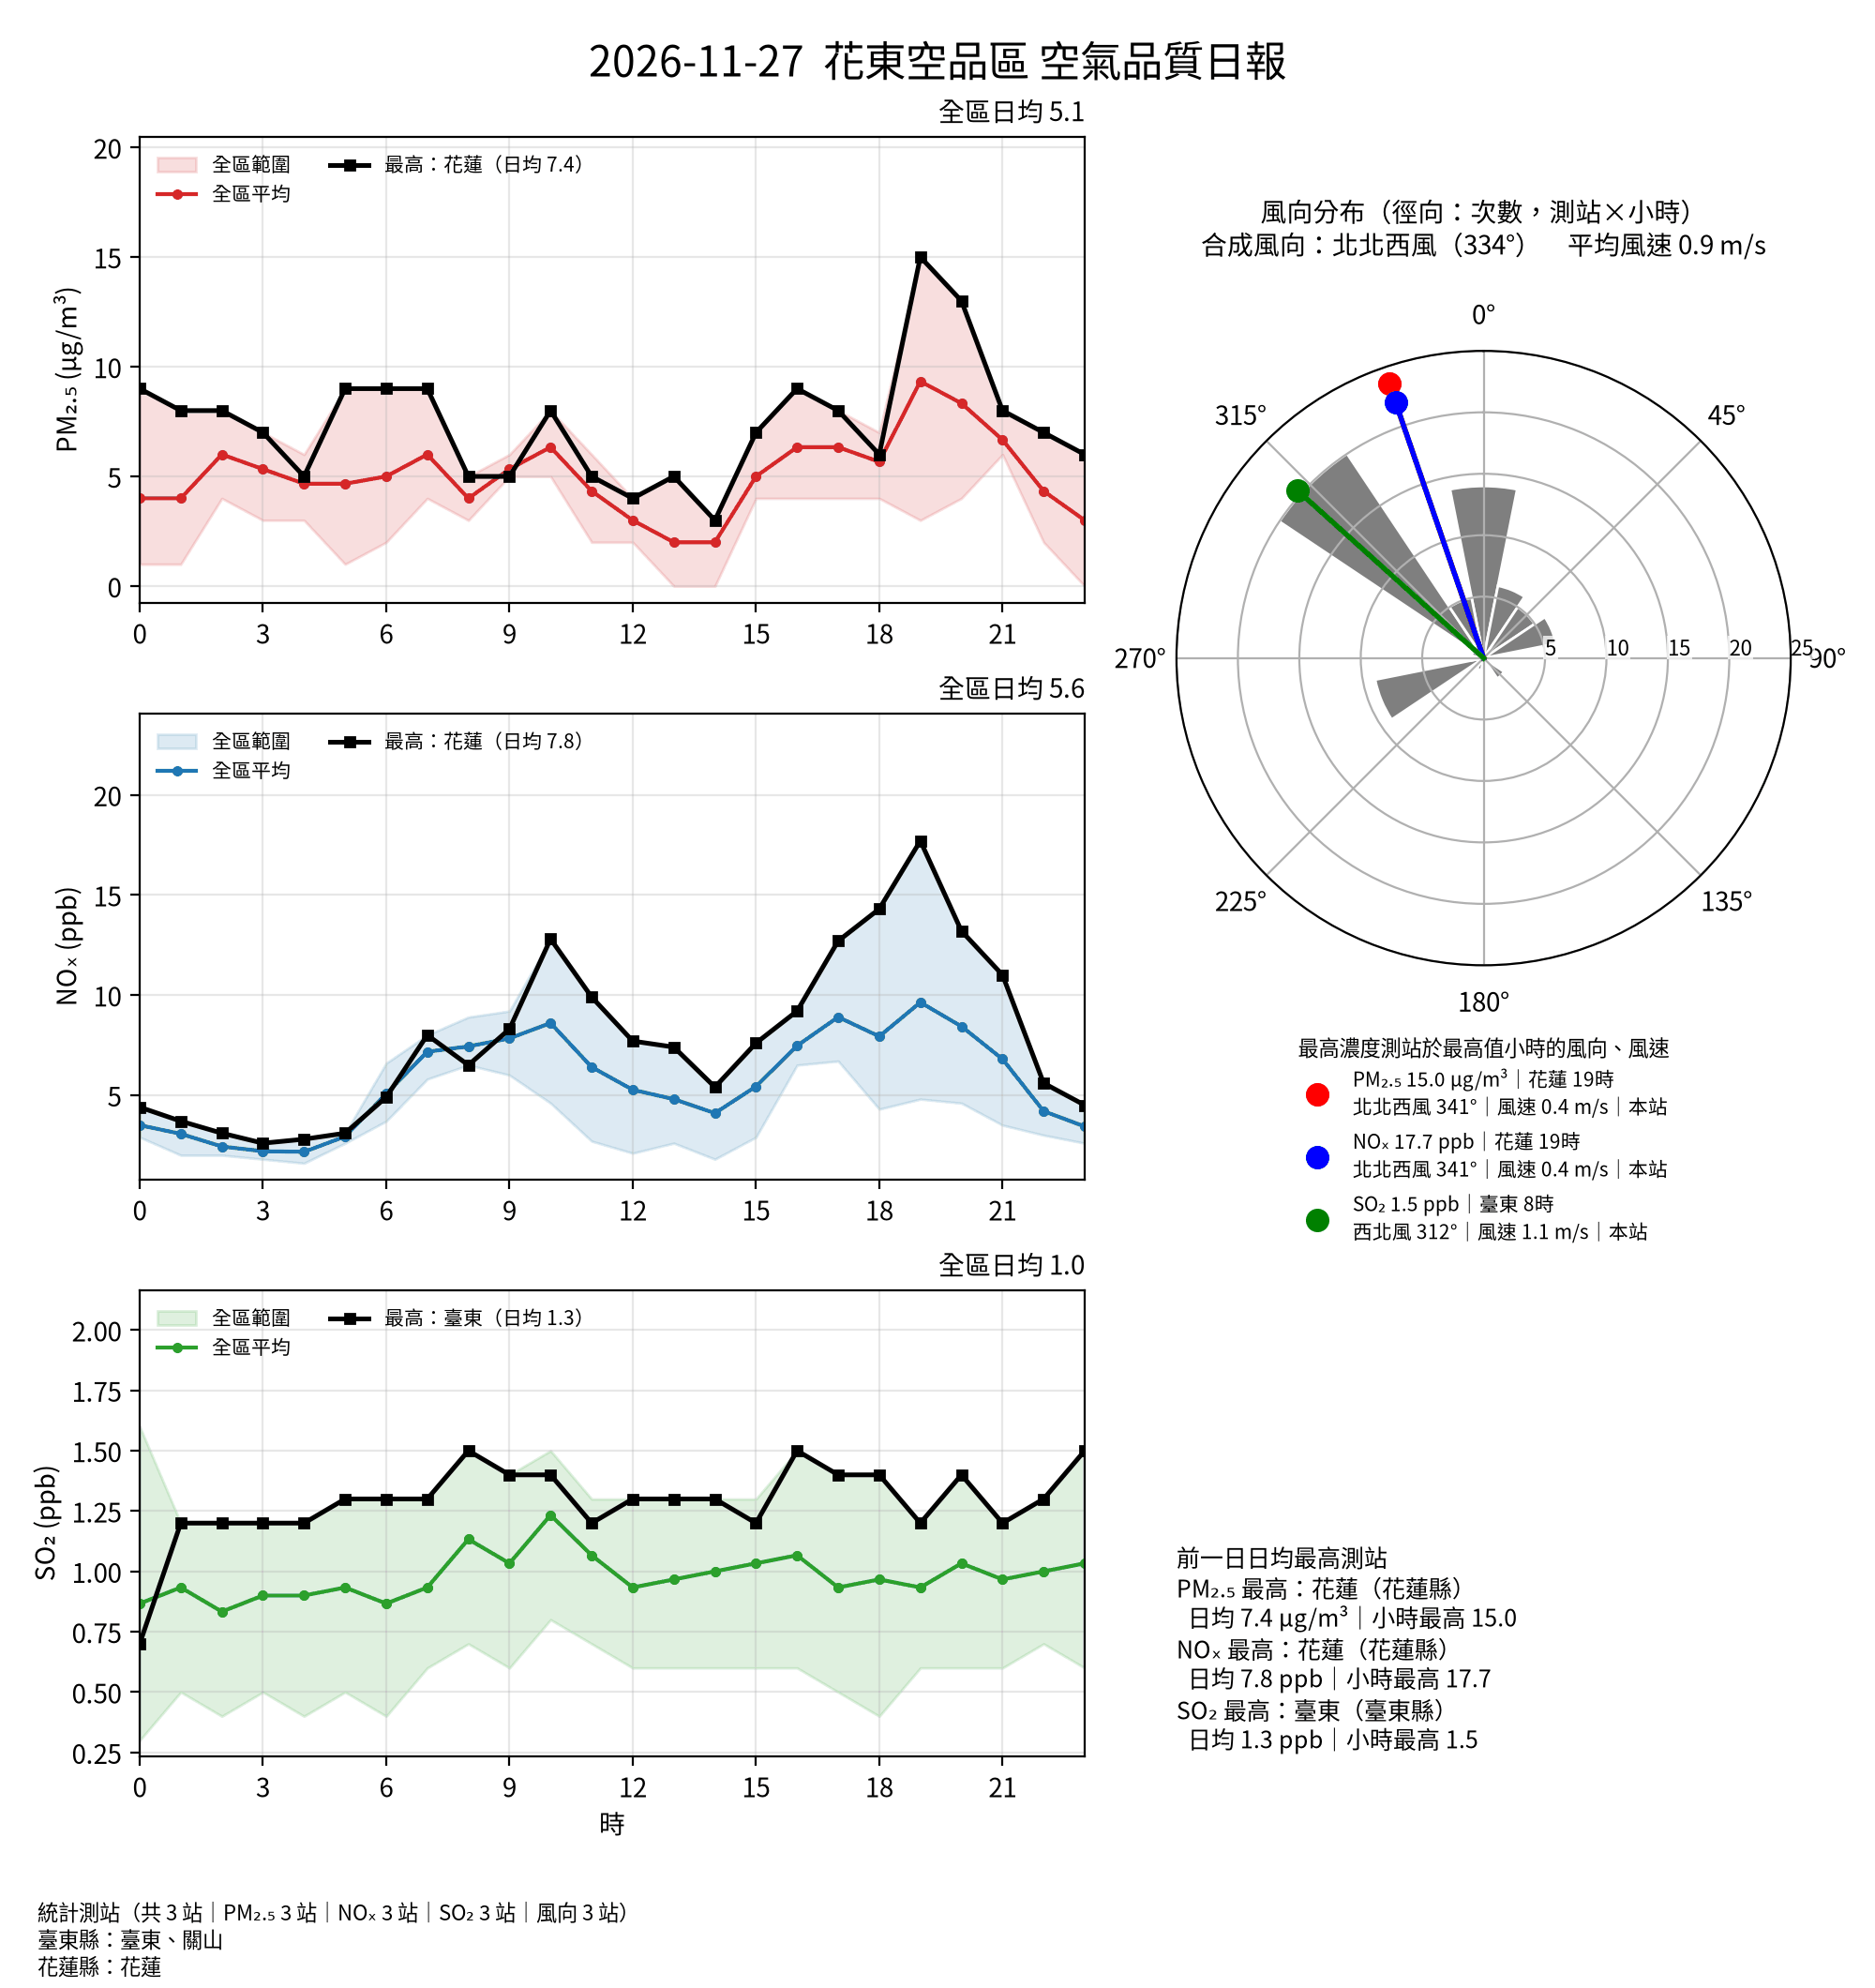 2026-11-27 花東空品區 空氣品質日報
全區日均 5.1
全區範圍
全區平均
最高：花蓮（日均 7.4）
PM₂.₅ (µg/m³)
20
15
10
5
0
0 3 6 9 12 15 18 21
全區日均 5.6
全區範圍
全區平均
最高：花蓮（日均 7.8）
NOₓ (ppb)
20
15
10
5
0 3 6 9 12 15 18 21
全區日均 1.0
全區範圍
全區平均
最高：臺東（日均 1.3）
SO₂ (ppb)
2.00
1.75
1.50
1.25
1.00
0.75
0.50
0.25
0 3 6 9 12 15 18 21
時
風向分布（徑向：次數，測站×小時）
合成風向：北北西風（334°） 平均風速 0.9 m/s
0°
45°
90°
135°
180°
225°
270°
315°
5 10 15 20 25
最高濃度測站於最高值小時的風向、風速
PM₂.₅ 15.0 µg/m³｜花蓮 19時
北北西風 341°｜風速 0.4 m/s｜本站
NOₓ 17.7 ppb｜花蓮 19時
北北西風 341°｜風速 0.4 m/s｜本站
SO₂ 1.5 ppb｜臺東 8時
西北風 312°｜風速 1.1 m/s｜本站
前一日日均最高測站
PM₂.₅ 最高：花蓮（花蓮縣）
日均 7.4 µg/m³｜小時最高 15.0
NOₓ 最高：花蓮（花蓮縣）
日均 7.8 ppb｜小時最高 17.7
SO₂ 最高：臺東（臺東縣）
日均 1.3 ppb｜小時最高 1.5
統計測站（共 3 站｜PM₂.₅ 3 站｜NOₓ 3 站｜SO₂ 3 站｜風向 3 站）
臺東縣：臺東、關山
花蓮縣：花蓮